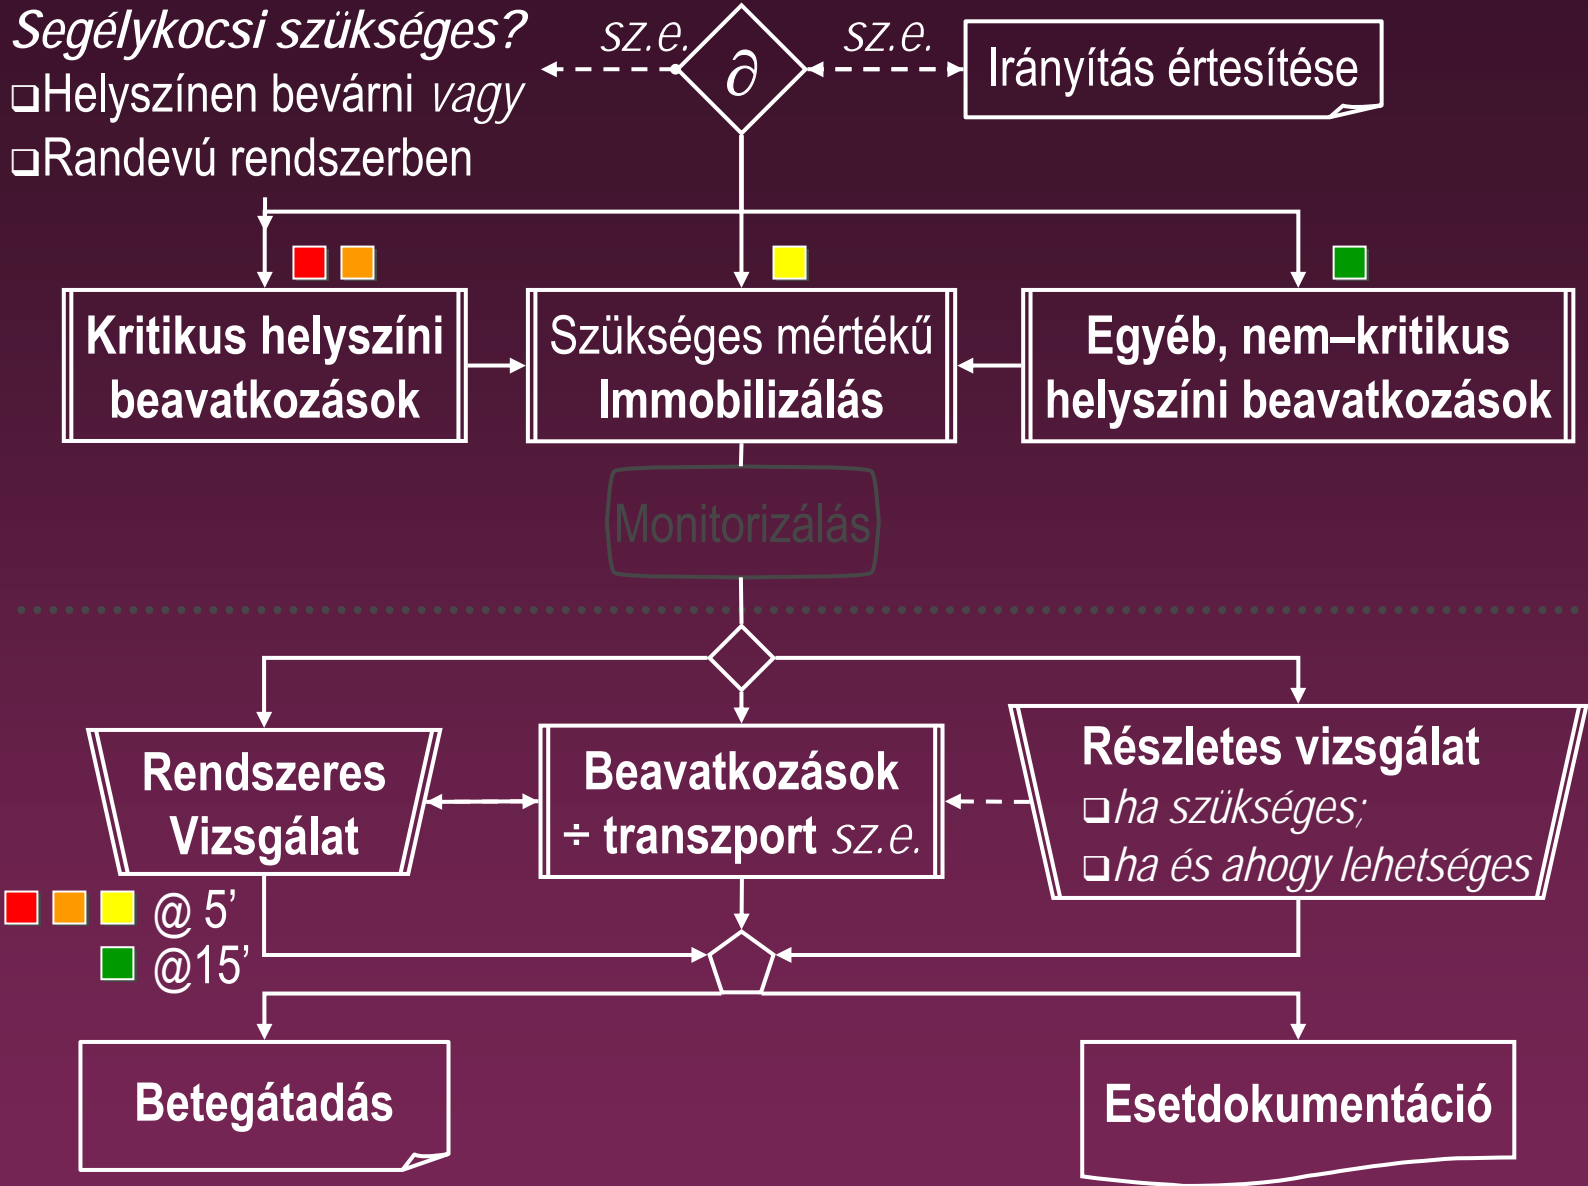 Segélykocsi szükséges?
❑Helyszínen bevárni vagy
❑Randevú rendszerben
sz.e.
∂
sz.e.
Irányítás értesítése
Kritikus helyszíni
beavatkozások
Szükséges mértékű
Immobilizálás
Egyéb, nem–kritikus
helyszíni beavatkozások
Monitorizálás
Rendszeres
Vizsgálat
Beavatkozások
÷ transzport sz.e.
Részletes vizsgálat
❑ha szükséges;
❑ha és ahogy lehetséges
@ 5’
@15’
Betegátadás
Esetdokumentáció